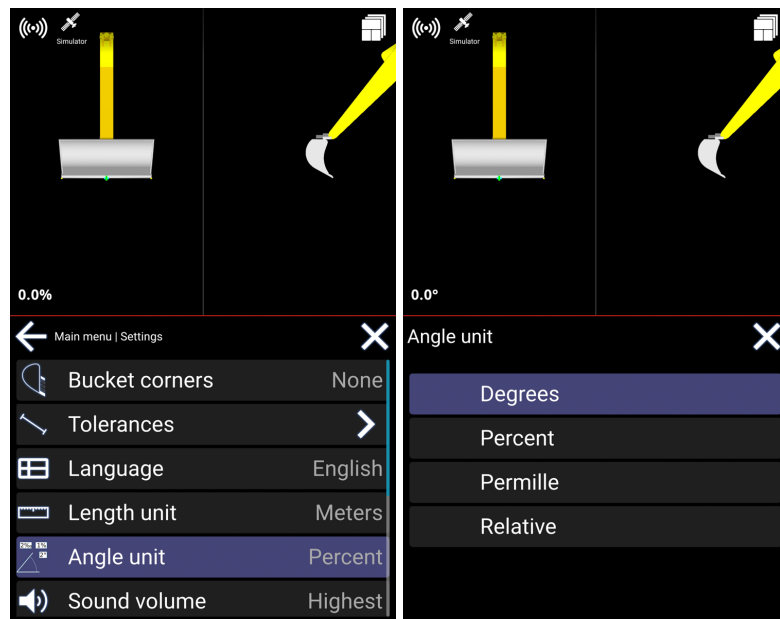 Simulator
0.0%
Main menu | Settings
Bucket corners None
Tolerances
Language English
Length unit Meters
Angle unit Percent
Sound volume Highest
Simulator
0.0°
Angle unit
Degrees
Percent
Permille
Relative